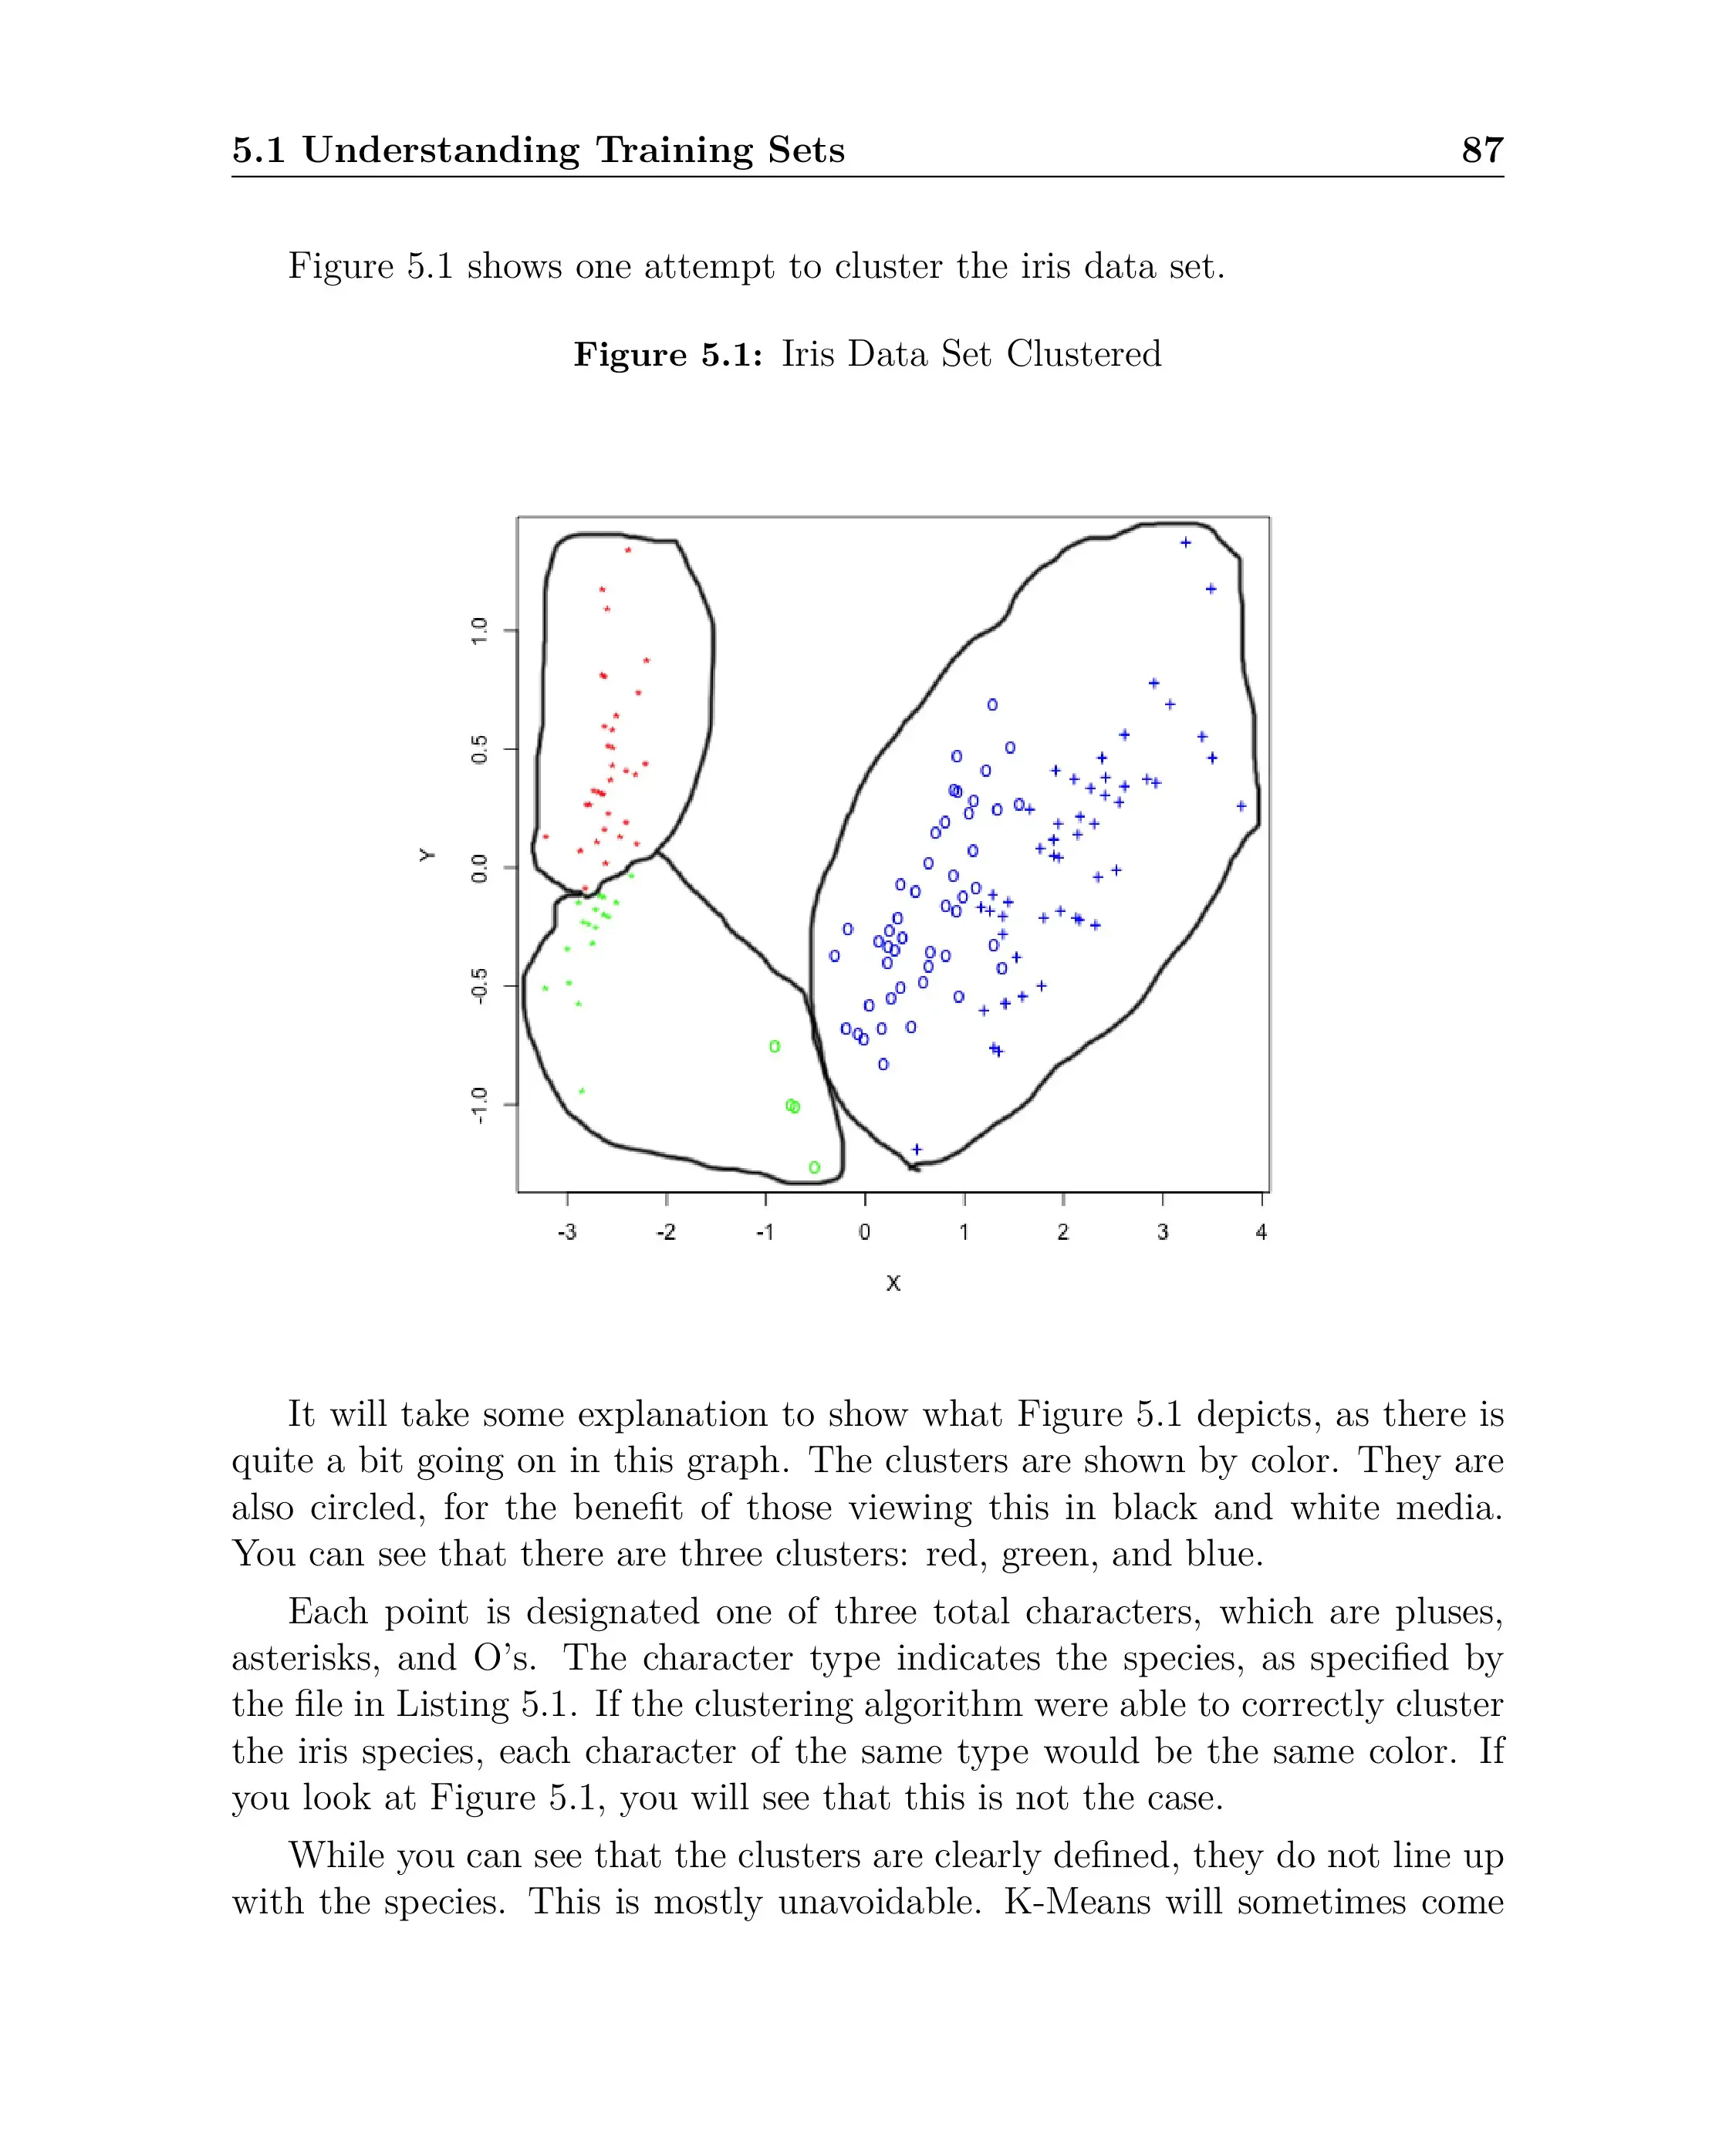 5.1 Understanding Training Sets 87
Figure 5.1 shows one attempt to cluster the iris data set.
Figure 5.1: Iris Data Set Clustered
1.0
0.5
0.0
-0.5
-1.0
Y
-3 -2 -1 0 1 2 3 4
X
It will take some explanation to show what Figure 5.1 depicts, as there is
quite a bit going on in this graph. The clusters are shown by color. They are
also circled, for the benefit of those viewing this in black and white media.
You can see that there are three clusters: red, green, and blue.
Each point is designated one of three total characters, which are pluses,
asterisks, and O's. The character type indicates the species, as specified by
the file in Listing 5.1. If the clustering algorithm were able to correctly cluster
the iris species, each character of the same type would be the same color. If
you look at Figure 5.1, you will see that this is not the case.
While you can see that the clusters are clearly defined, they do not line up
with the species. This is mostly unavoidable. K-Means will sometimes come